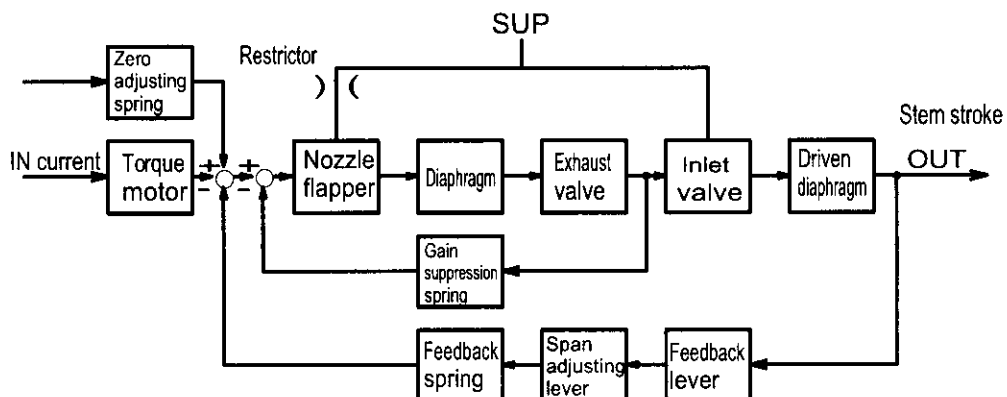 SUP
Zero
adjusting
spring
Restrictor
) (
Stem stroke
IN current
Torque
motor
+
−
+
−
Nozzle
flapper
Diaphragm
Exhaust
valve
Inlet
valve
Driven
diaphragm
OUT
Gain
suppression
spring
Feedback
spring
Span
adjusting
lever
Feedback
lever